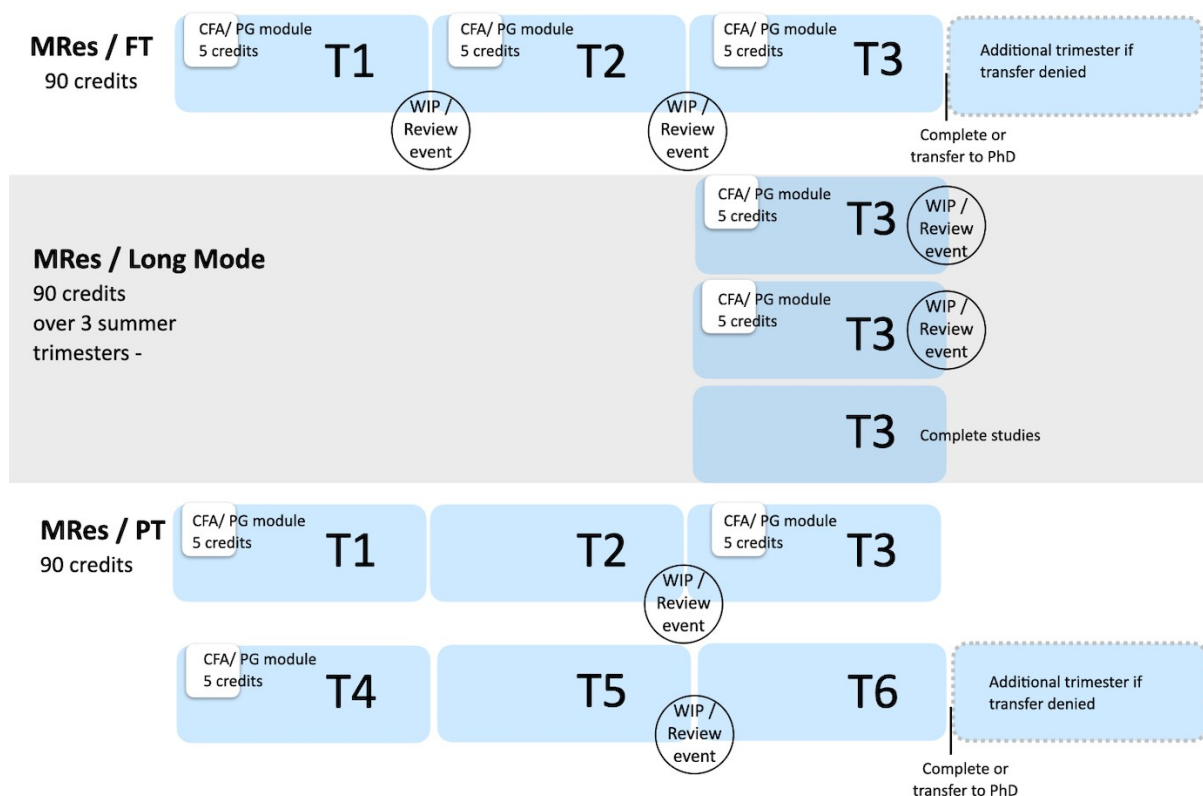 MRes / FT
90 credits
CFA/ PG module
5 credits
T1
CFA/ PG module
5 credits
T2
CFA/ PG module
5 credits
T3
Additional trimester if
transfer denied
WIP /
Review
event
WIP /
Review
event
Complete or
transfer to PhD
MRes / Long Mode
90 credits
over 3 summer
trimesters -
CFA/ PG module
5 credits
T3
WIP /
Review
event
CFA/ PG module
5 credits
T3
WIP /
Review
event
T3
Complete studies
MRes / PT
90 credits
CFA/ PG module
5 credits
T1
T2
CFA/ PG module
5 credits
T3
WIP /
Review
event
CFA/ PG module
5 credits
T4
T5
T6
Additional trimester if
transfer denied
WIP /
Review
event
Complete or
transfer to PhD